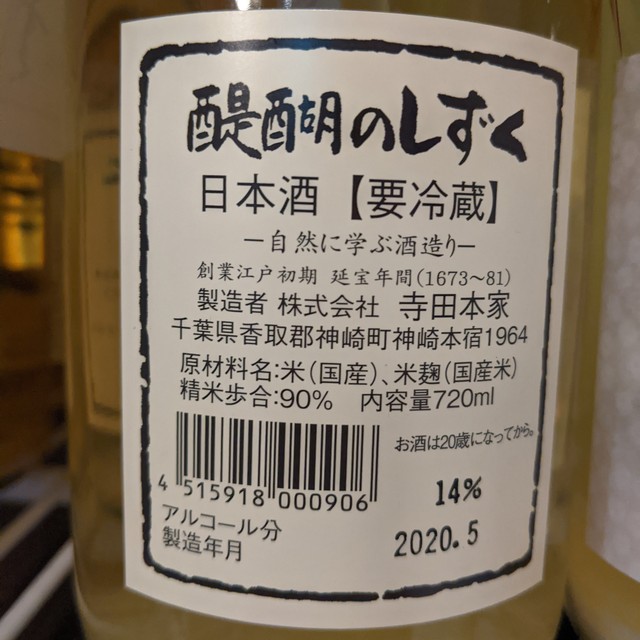 醍醐のしずく
日本酒【要冷蔵】
ー自然に学ぶ酒造りー
創業江戸初期 延宝年間(1673〜81)
製造者 株式会社 寺田本家
千葉県香取郡神崎町神崎本宿1964
原材料名:米(国産)、米麹(国産米)
精米歩合:90% 内容量720ml
お酒は20歳になってから。
4 515918 000906
アルコール分 14%
製造年月 2020.5